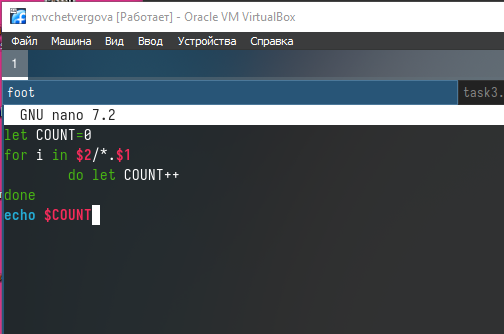 mvchetvergova [Работает] - Oracle VM VirtualBox
Файл Машина Вид Ввод Устройства Справка
1
foot task3.
GNU nano 7.2
let COUNT=0
for i in $2/*.$1
do let COUNT++
done
echo $COUNT